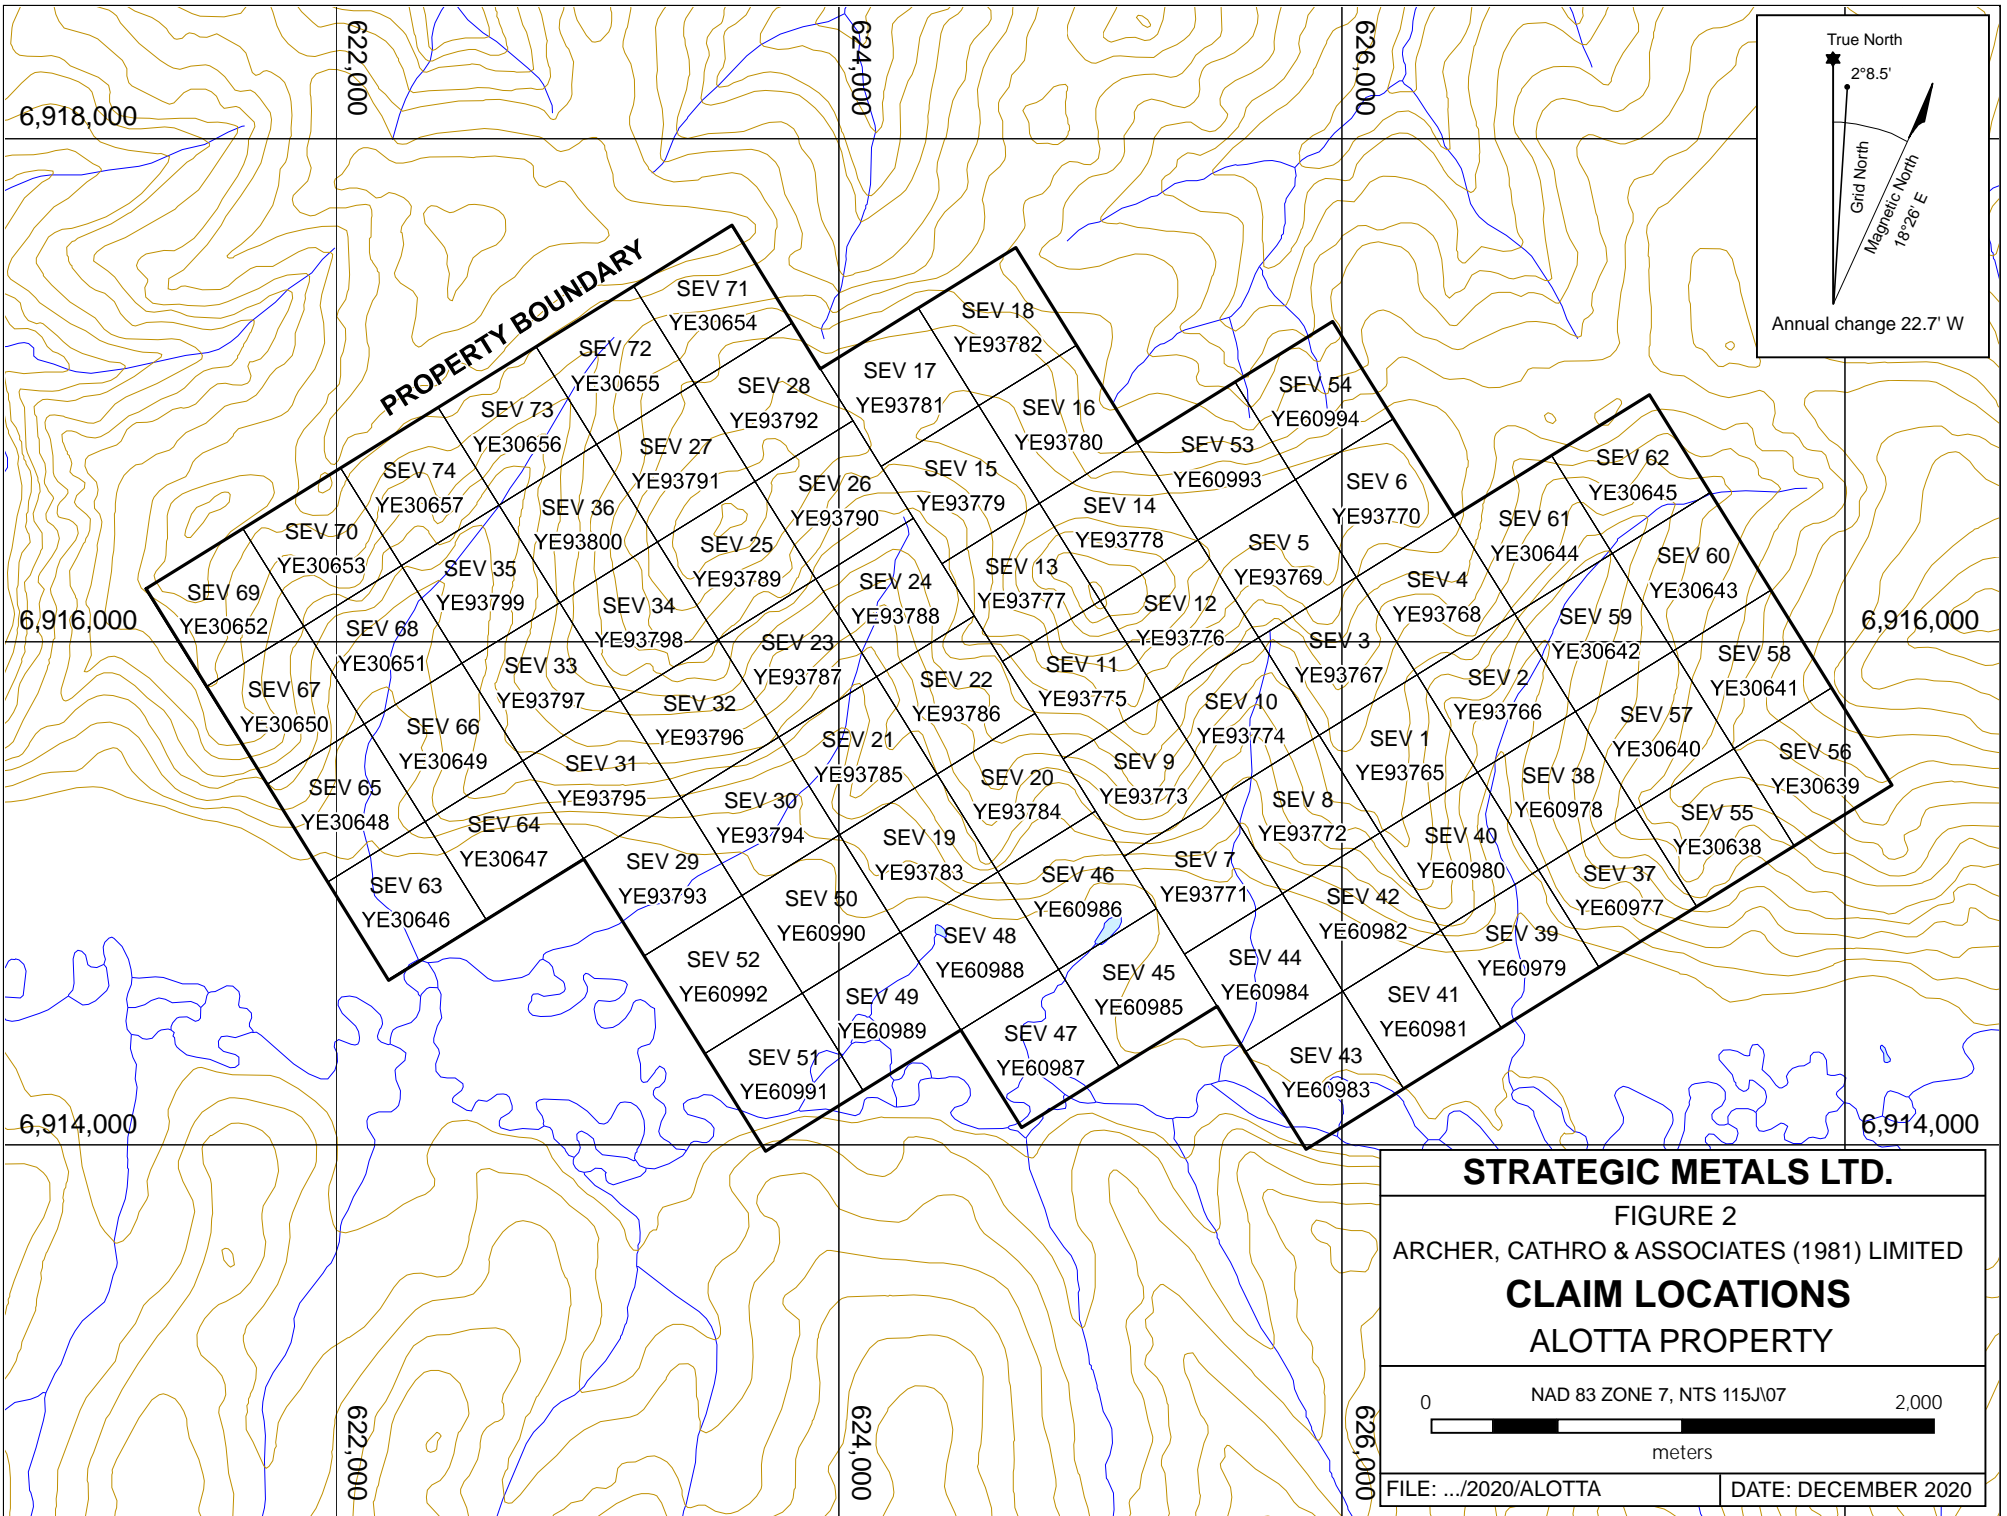 622,000
624,000
626,000
6,918,000
6,916,000
6,914,000
6,916,000
6,914,000
622,000
624,000
626,000
True North
2°8.5'
Grid North
Magnetic North
18°26' E
Annual change 22.7' W
PROPERTY BOUNDARY
SEV 71
YE30654
SEV 72
YE30655
SEV 73
YE30656
SEV 74
YE30657
SEV 70
YE30653
SEV 69
YE30652
SEV 28
YE93792
SEV 27
YE93791
SEV 36
YE93800
SEV 35
YE93799
SEV 68
YE30651
SEV 67
YE30650
SEV 26
YE93790
SEV 25
YE93789
SEV 34
YE93798
SEV 33
YE93797
SEV 66
YE30649
SEV 65
YE30648
SEV 24
YE93788
SEV 23
YE93787
SEV 32
YE93796
SEV 31
YE93795
SEV 64
YE30647
SEV 63
YE30646
SEV 18
YE93782
SEV 17
YE93781
SEV 16
YE93780
SEV 15
YE93779
SEV 14
YE93778
SEV 13
YE93777
SEV 12
YE93776
SEV 11
YE93775
SEV 22
YE93786
SEV 21
YE93785
SEV 30
YE93794
SEV 29
YE93793
SEV 54
YE60994
SEV 53
YE60993
SEV 6
YE93770
SEV 5
YE93769
SEV 4
YE93768
SEV 3
YE93767
SEV 10
YE93774
SEV 9
YE93773
SEV 20
YE93784
SEV 19
YE93783
SEV 50
YE60990
SEV 52
YE60992
SEV 62
YE30645
SEV 61
YE30644
SEV 60
YE30643
SEV 59
YE30642
SEV 2
YE93766
SEV 1
YE93765
SEV 8
YE93772
SEV 7
YE93771
SEV 46
YE60986
SEV 48
YE60988
SEV 49
YE60989
SEV 51
YE60991
SEV 58
YE30641
SEV 57
YE30640
SEV 38
YE60978
SEV 40
YE60980
SEV 42
YE60982
SEV 44
YE60984
SEV 45
YE60985
SEV 47
YE60987
SEV 56
YE30639
SEV 55
YE30638
SEV 37
YE60977
SEV 39
YE60979
SEV 41
YE60981
SEV 43
YE60983
STRATEGIC METALS LTD.
FIGURE 2
ARCHER, CATHRO & ASSOCIATES (1981) LIMITED
CLAIM LOCATIONS
ALOTTA PROPERTY
NAD 83 ZONE 7, NTS 115J\07
0 2,000
meters
FILE: .../2020/ALOTTA
DATE: DECEMBER 2020